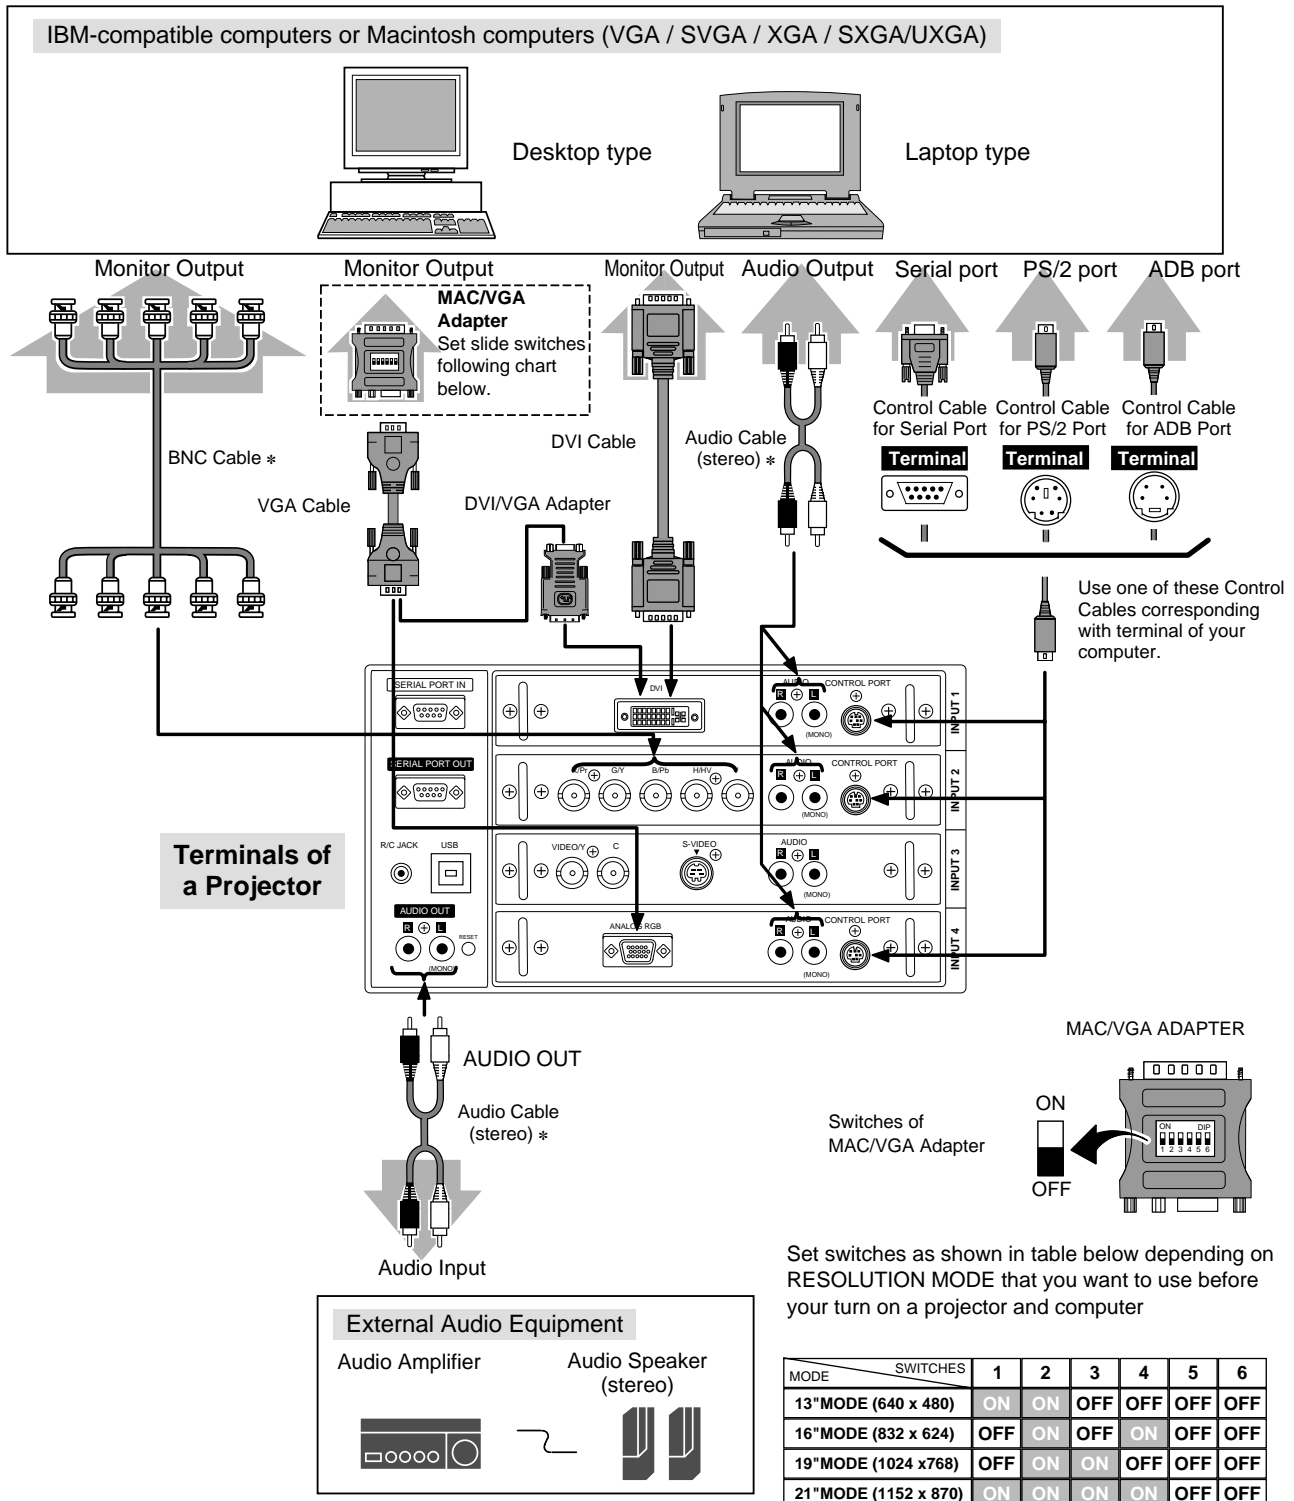 IBM-compatible computers or Macintosh computers (VGA / SVGA / XGA / SXGA/UXGA)
Desktop type
Laptop type
Monitor Output
Monitor Output
Monitor Output
Audio Output
Serial port
PS/2 port
ADB port
MAC/VGA
Adapter
Set slide switches
following chart
below.
BNC Cable *
VGA Cable
DVI/VGA Adapter
DVI Cable
Audio Cable
(stereo) *
Control Cable
for Serial Port
Control Cable
for PS/2 Port
Control Cable
for ADB Port
Terminal
Terminal
Terminal
Use one of these Control
Cables corresponding
with terminal of your
computer.
Terminals of
a Projector
SERIAL PORT IN
SERIAL PORT OUT
R/C JACK
USB
AUDIO OUT
R
L
RESET
(MONO)
DVI
AUDIO
R
L
(MONO)
CONTROL PORT
INPUT 1
G/Y
B/Pb
H/HV
AUDIO
R
L
(MONO)
CONTROL PORT
INPUT 2
VIDEO/Y
C
S-VIDEO
AUDIO
R
L
(MONO)
INPUT 3
ANALOG RGB
AUDIO
R
L
(MONO)
CONTROL PORT
INPUT 4
AUDIO OUT
Audio Cable
(stereo) *
Audio Input
External Audio Equipment
Audio Amplifier
Audio Speaker
(stereo)
MAC/VGA ADAPTER
Switches of
MAC/VGA Adapter
ON
OFF
ON DIP
1 2 3 4 5 6
Set switches as shown in table below depending on
RESOLUTION MODE that you want to use before
your turn on a projector and computer
MODE SWITCHES 1 2 3 4 5 6
13"MODE (640 x 480) ON ON OFF OFF OFF OFF
16"MODE (832 x 624) OFF ON OFF ON OFF OFF
19"MODE (1024 x768) OFF ON ON OFF OFF OFF
21"MODE (1152 x 870) ON ON ON ON OFF OFF